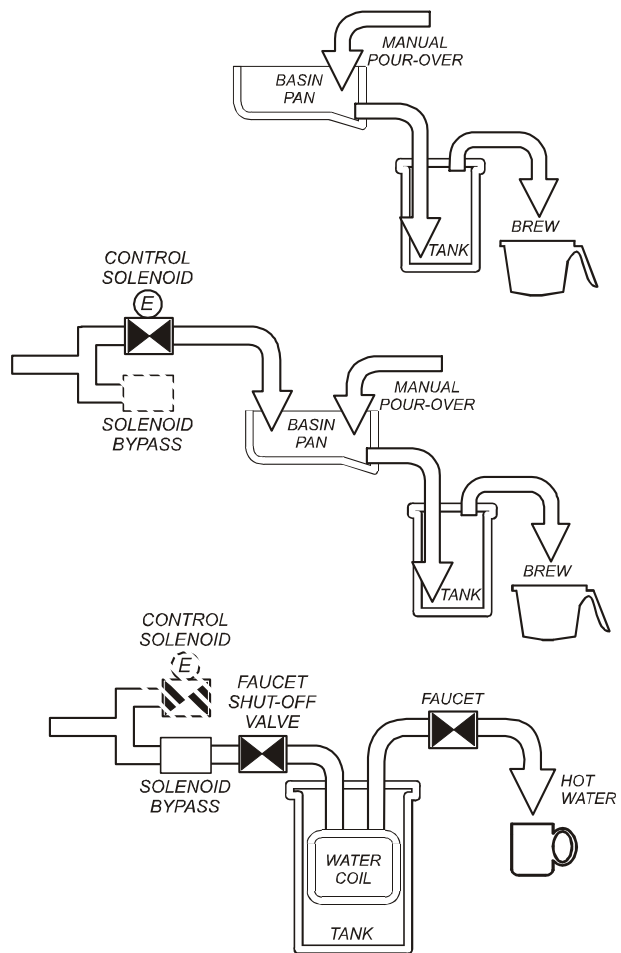 MANUAL
POUR-OVER
BASIN
PAN
TANK
BREW
CONTROL
SOLENOID
E
SOLENOID
BYPASS
MANUAL
POUR-OVER
BASIN
PAN
TANK
BREW
CONTROL
SOLENOID
E
FAUCET
SHUT-OFF
VALVE
FAUCET
SOLENOID
BYPASS
HOT
WATER
WATER
COIL
TANK